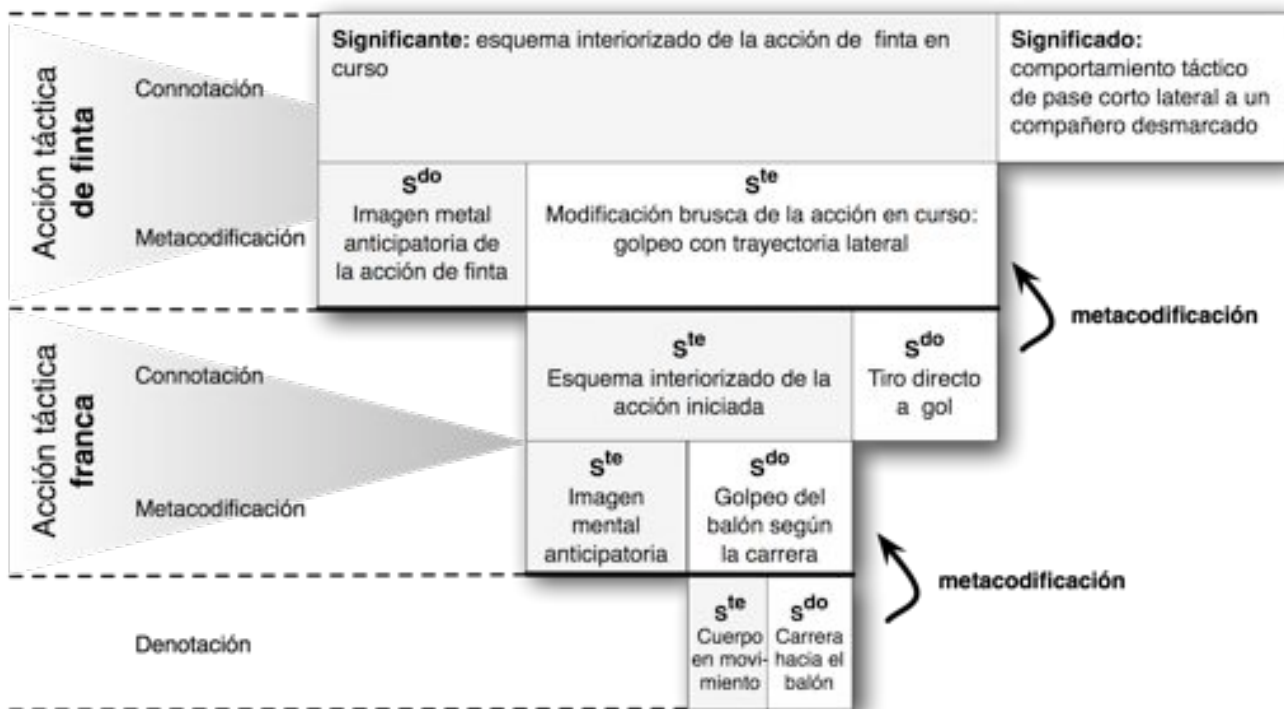 Acción táctica
de finta
Connotación
Metacodificación
Significante: esquema interiorizado de la acción de finta en
curso
Significado:
comportamiento táctico
de pase corto lateral a un
compañero desmarcado
Sdo
Imagen metal
anticipatoria de
la acción de finta
Ste
Modificación brusca de la acción en curso:
golpeo con trayectoria lateral
metacodificación
Acción táctica
franca
Connotación
Metacodificación
Ste
Esquema interiorizado de la
acción iniciada
Sdo
Tiro directo
a gol
Ste
Imagen
mental
anticipatoria
Sdo
Golpeo del
balón según
la carrera
metacodificación
Denotación
Ste
Cuerpo
en movi-
miento
Sdo
Carrera
hacia el
balón